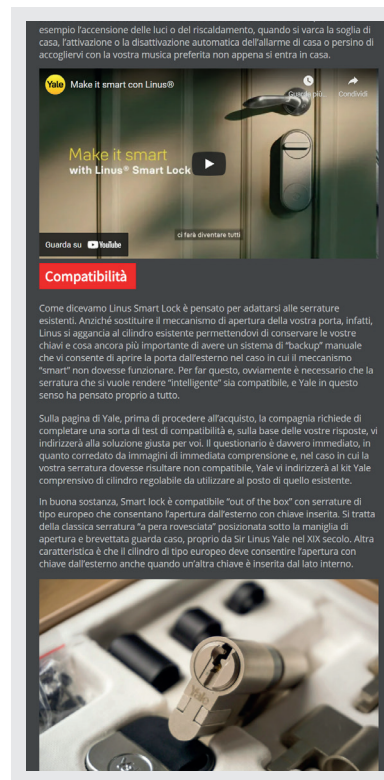 esempio l'accensione delle luci o del riscaldamento, quando si varca la soglia di
casa, l'attivazione o la disattivazione automatica dell'allarme di casa o persino di
accogliervi con la vostra musica preferita non appena si entra in casa.
Yale
Make it smart con Linus®
Guarda più...
Condividi
Make it smart
with Linus® Smart Lock
ci farà diventare tutti
Guarda su YouTube
Compatibilità
Come dicevamo Linus Smart Lock è pensato per adattarsi alle serrature
esistenti. Anziché sostituire il meccanismo di apertura della vostra porta, infatti,
Linus si aggancia al cilindro esistente permettendovi di conservare le vostre
chiavi e cosa ancora più importante di avere un sistema di "backup" manuale
che vi consente di aprire la porta dall'esterno nel caso in cui il meccanismo
"smart" non dovesse funzionare. Per far questo, ovviamente è necessario che la
serratura che si vuole rendere "intelligente" sia compatibile, e Yale in questo
senso ha pensato proprio a tutto.
Sulla pagina di Yale, prima di procedere all'acquisto, la compagnia richiede di
completare una sorta di test di compatibilità e, sulla base delle vostre risposte, vi
indirizzerà alla soluzione giusta per voi. Il questionario è davvero immediato, in
quanto corredato da immagini di immediata comprensione e, nel caso in cui la
vostra serratura dovesse risultare non compatibile, Yale vi indirizzerà al kit Yale
comprensivo di cilindro regolabile da utilizzare al posto di quello esistente.
In buona sostanza, Smart lock è compatibile "out of the box" con serrature di
tipo europeo che consentano l'apertura dall'esterno con chiave inserita. Si tratta
della classica serratura "a pera rovesciata" posizionata sotto la maniglia di
apertura e brevettata guarda caso, proprio da Sir Linus Yale nel XIX secolo. Altra
caratteristica è che il cilindro di tipo europeo deve consentire l'apertura con
chiave dall'esterno anche quando un'altra chiave è inserita dal lato interno.
Yale